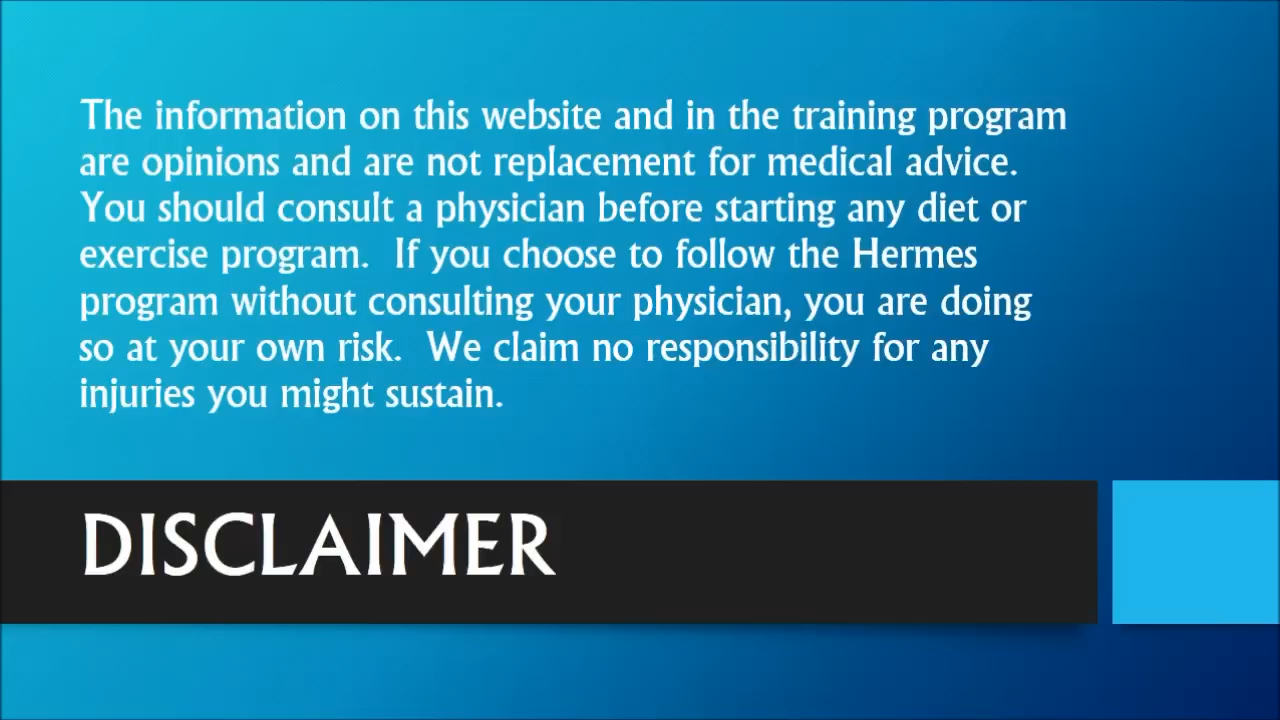 The information on this website and in the training program
are opinions and are not replacement for medical advice.
You should consult a physician before starting any diet or
exercise program.  If you choose to follow the Hermes
program without consulting your physician, you are doing
so at your own risk.  We claim no responsibility for any
injuries you might sustain.
DISCLAIMER